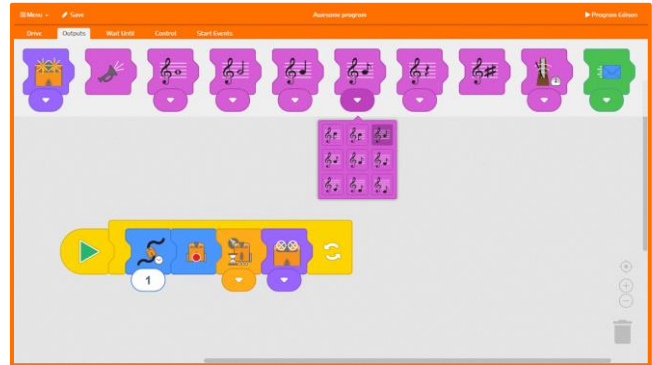 Menu
Save
Awesome program
Program Edison
Drive
Outputs
Wait Until
Control
Start Events
1